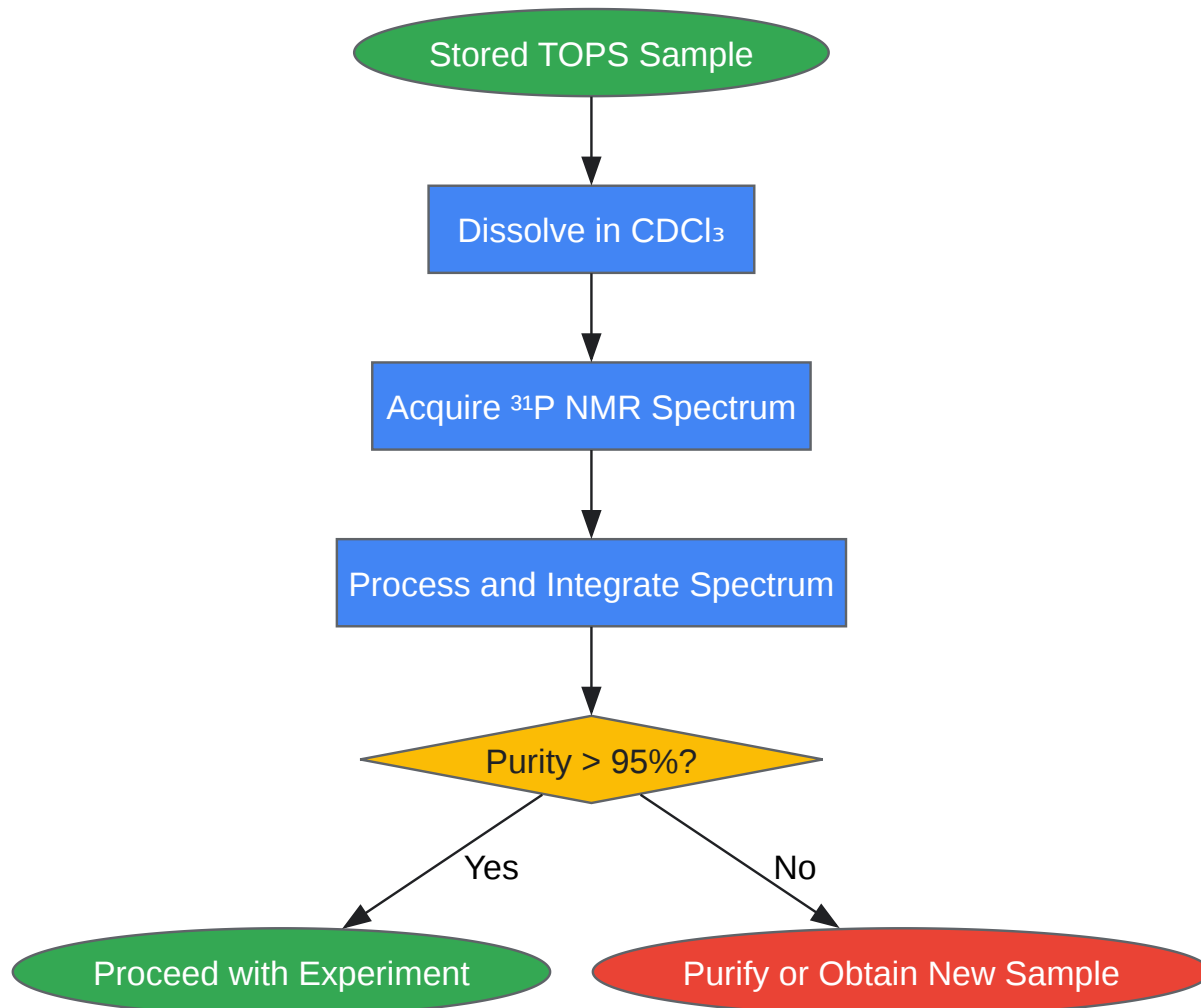 Stored TOPS Sample
Dissolve in CDCl₃
Acquire ³¹P NMR Spectrum
Process and Integrate Spectrum
Purity > 95%?
Yes
No
Proceed with Experiment
Purify or Obtain New Sample